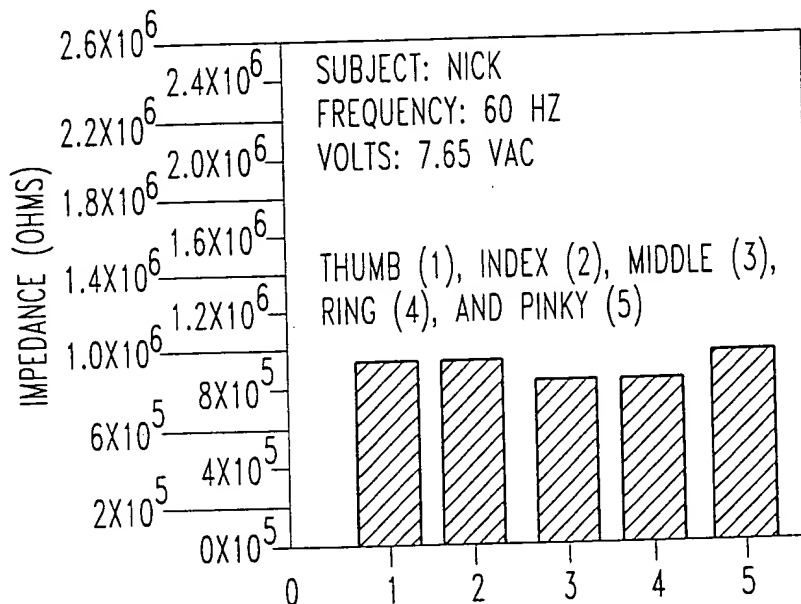 2.6X10^6
2.4X10^6
2.2X10^6
2.0X10^6
1.8X10^6
1.6X10^6
1.4X10^6
1.2X10^6
1.0X10^6
8X10^5
6X10^5
4X10^5
2X10^5
0X10^5
IMPEDANCE (OHMS)
SUBJECT: NICK
FREQUENCY: 60 HZ
VOLTS: 7.65 VAC
THUMB (1), INDEX (2), MIDDLE (3),
RING (4), AND PINKY (5)
0 1 2 3 4 5